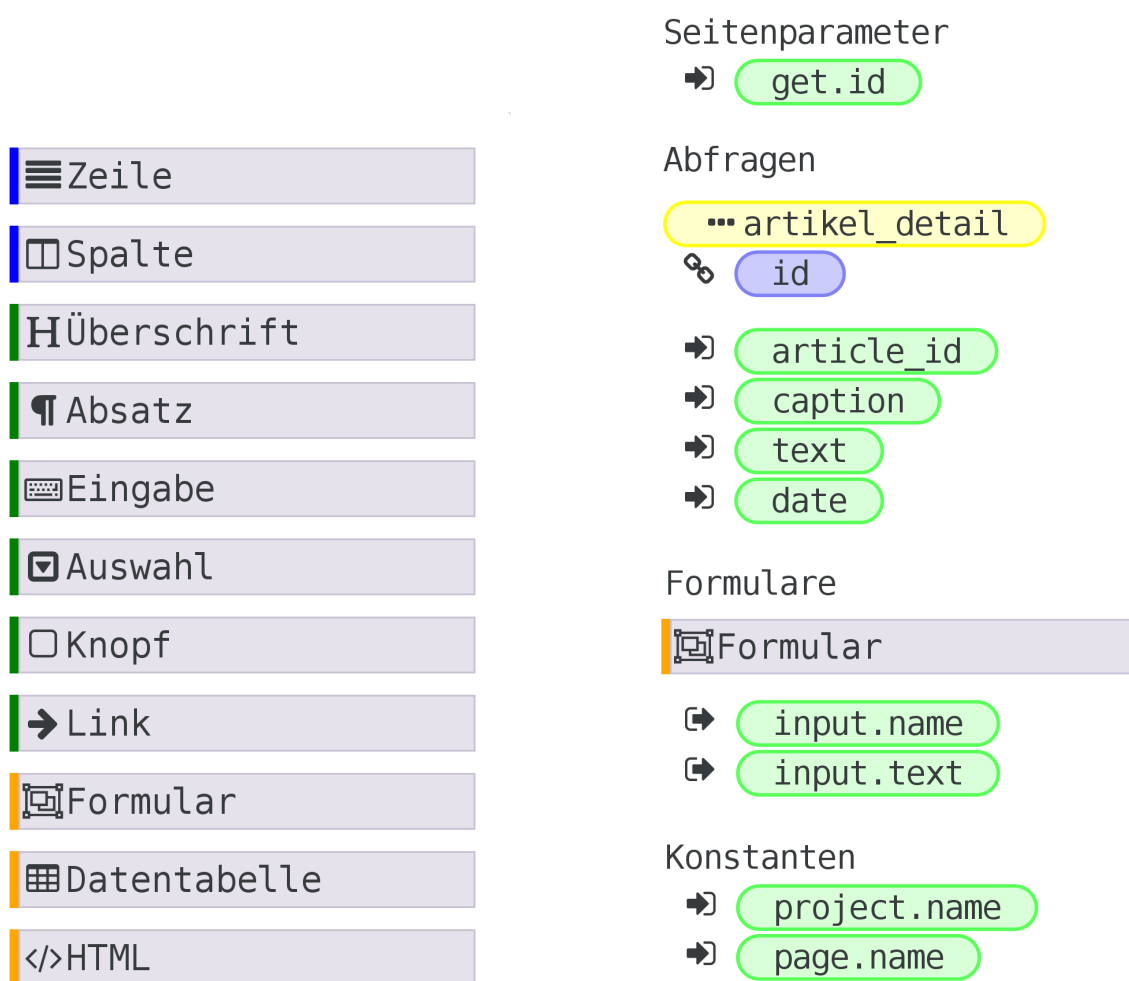 Zeile
Spalte
Überschrift
Absatz
Eingabe
Auswahl
Knopf
Link
Formular
Datentabelle
HTML
Seitenparameter
get.id
Abfragen
artikel_detail
id
article_id
caption
text
date
Formulare
Formular
input.name
input.text
Konstanten
project.name
page.name